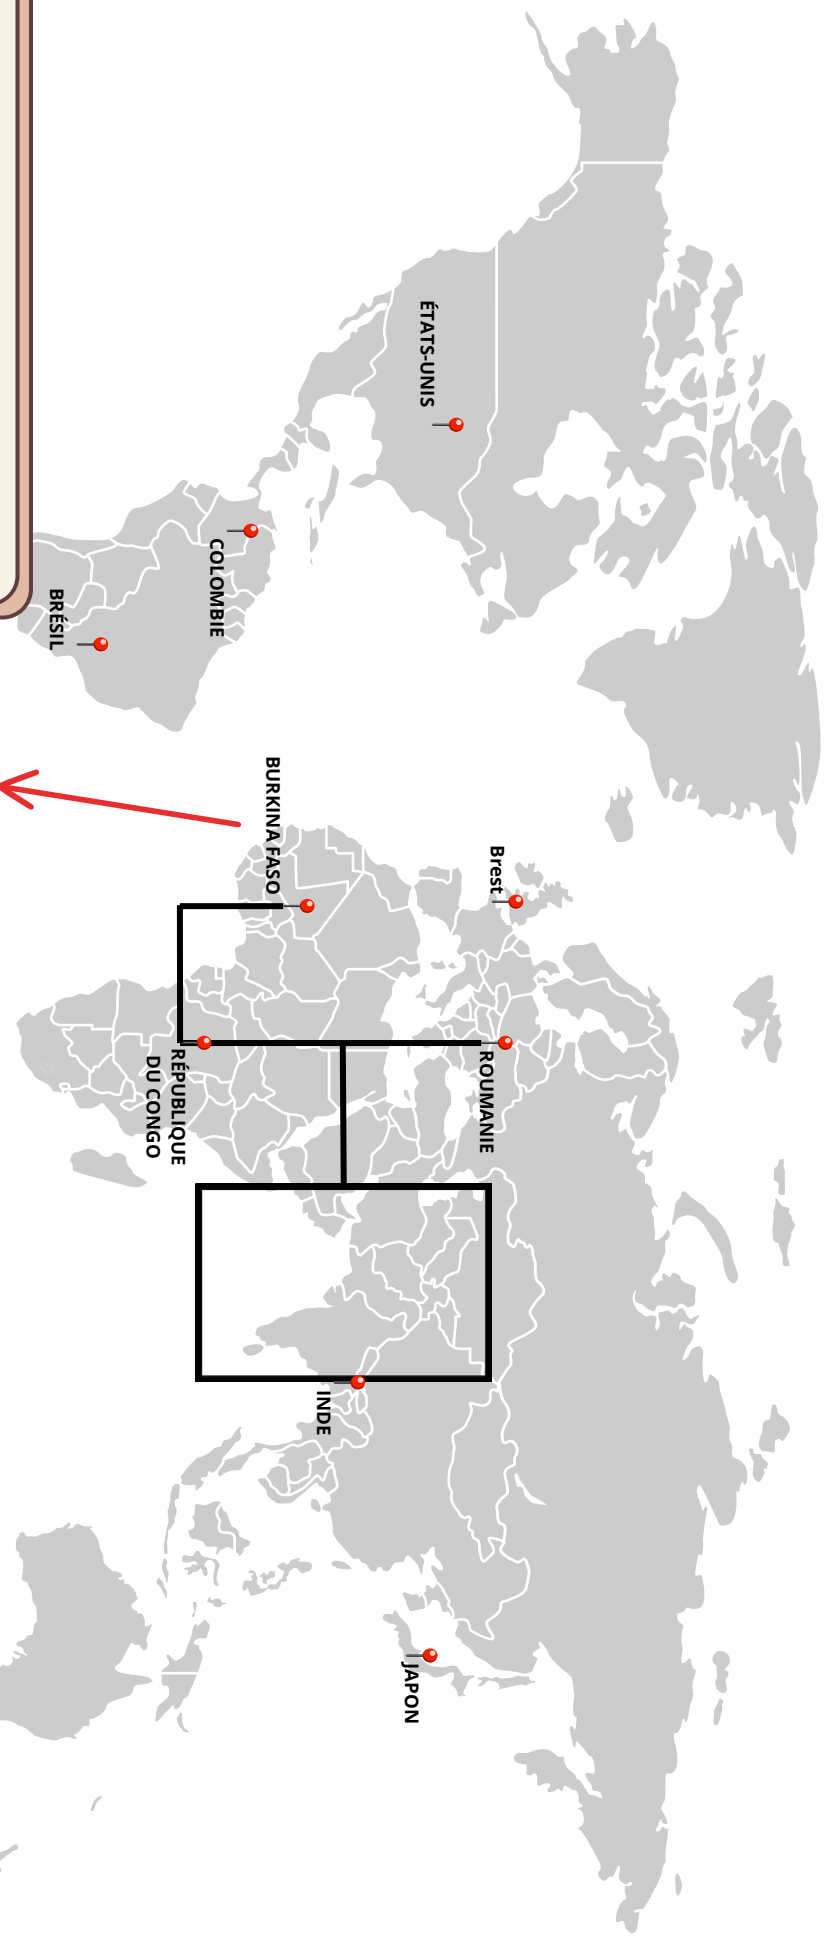 ÉTATS-UNIS
COLOMBIE
BRÉSIL
BURKINA FASO
Brest
ROUMANIE
RÉPUBLIQUE
DU CONGO
INDE
JAPON